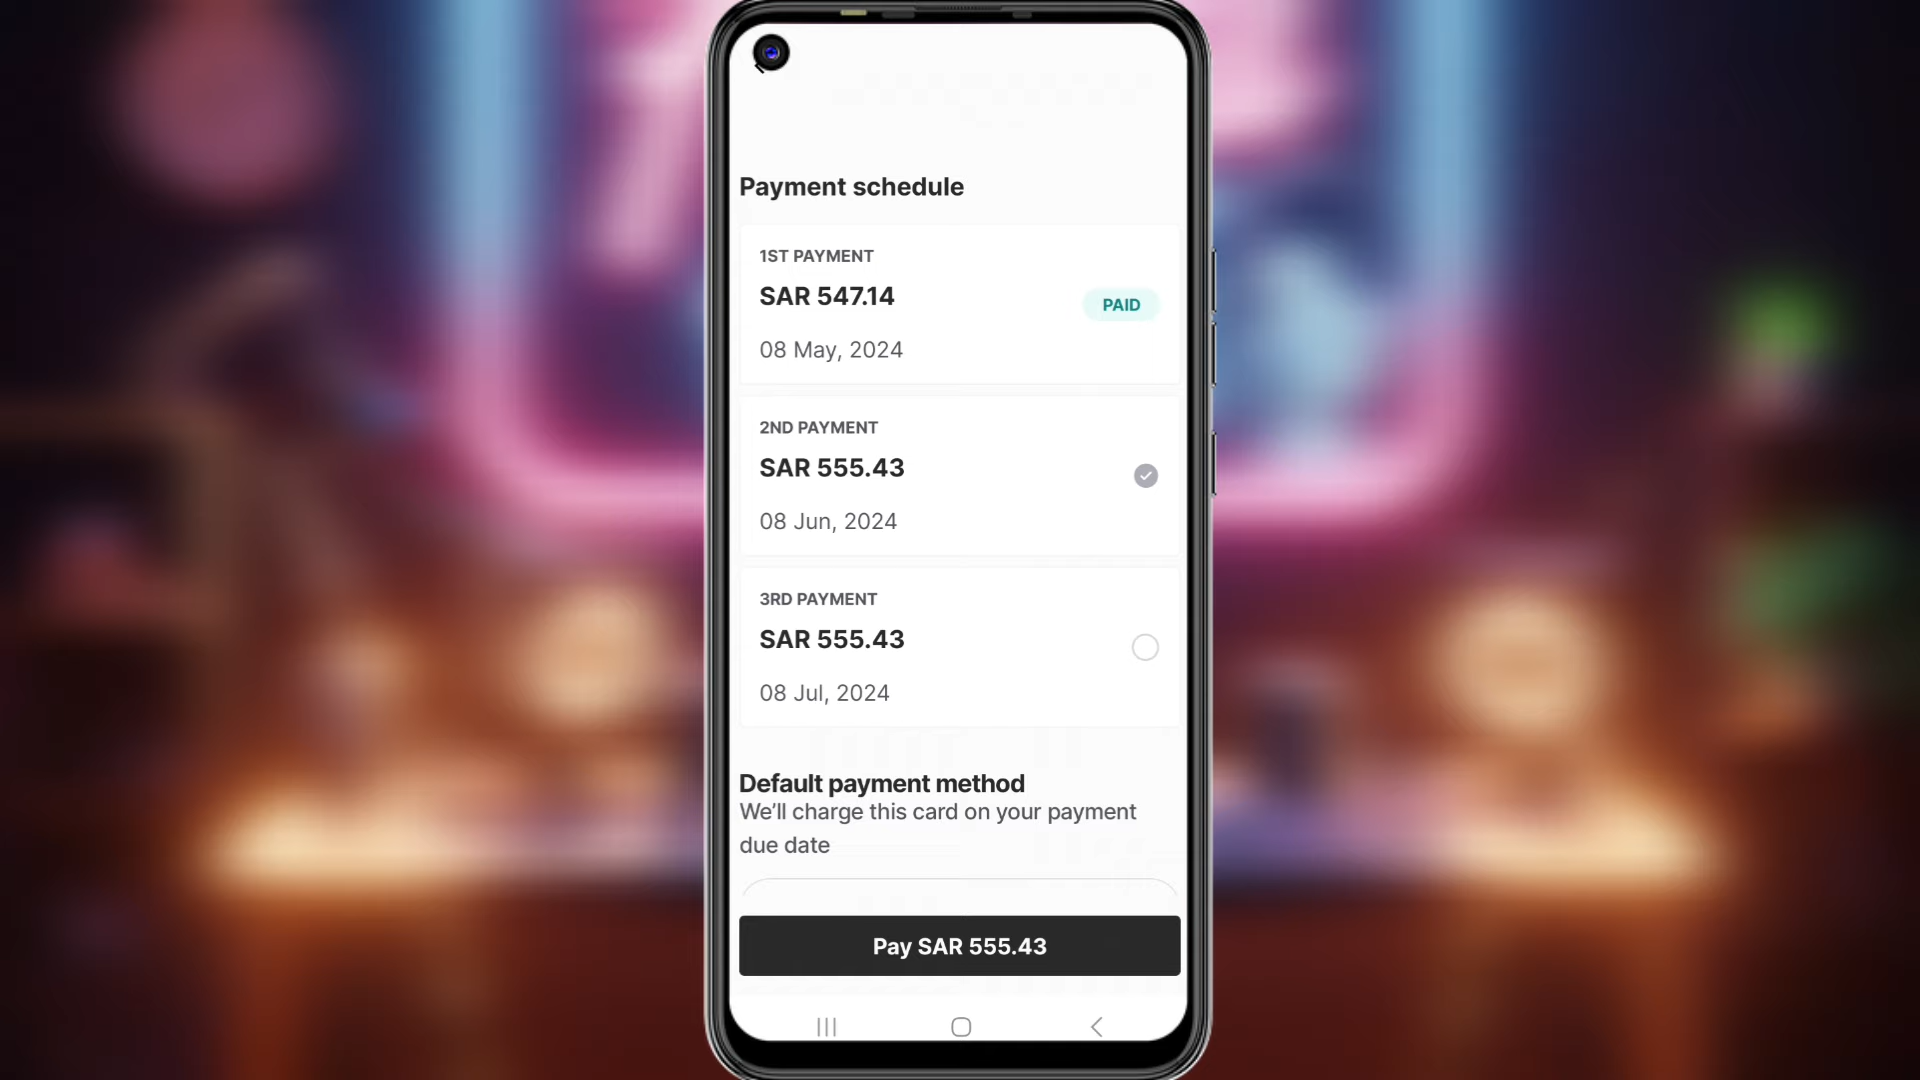 Payment schedule
1ST PAYMENT
SAR 547.14
PAID
08 May, 2024
2ND PAYMENT
SAR 555.43
08 Jun, 2024
3RD PAYMENT
SAR 555.43
08 Jul, 2024
Default payment method
We'll charge this card on your payment
due date
Pay SAR 555.43